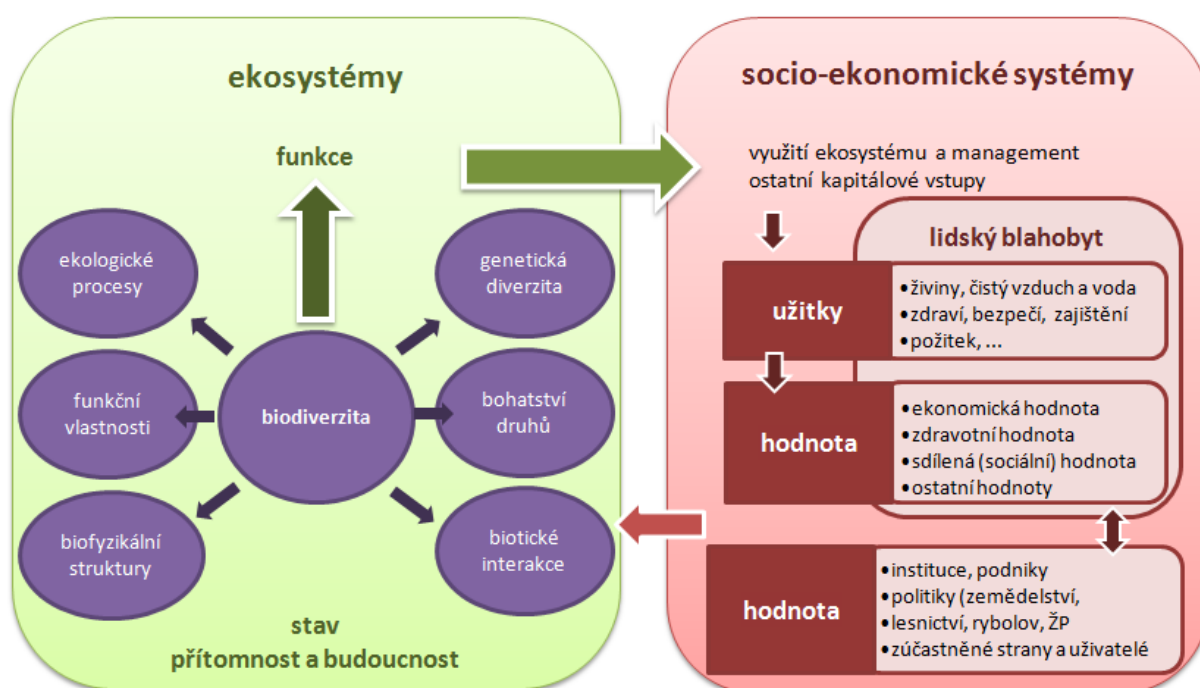 ekosystémy
funkce
ekologické
procesy
genetická
diverzita
funkční
vlastnosti
biodiverzita
bohatství
druhů
biofyzikální
struktury
biotické
interakce
stav
přítomnost a budoucnost
socio-ekonomické systémy
využití ekosystému a management
ostatní kapitálové vstupy
lidský blahobyt
užitky
•živiny, čistý vzduch a voda
•zdraví, bezpečí, zajištění
•požitek, ...
hodnota
•ekonomická hodnota
•zdravotní hodnota
•sdílená (sociální) hodnota
•ostatní hodnoty
hodnota
•instituce, podniky
•politiky (zemědelství,
•lesnictví, rybolov, ŽP
•zúčastněné strany a uživatelé